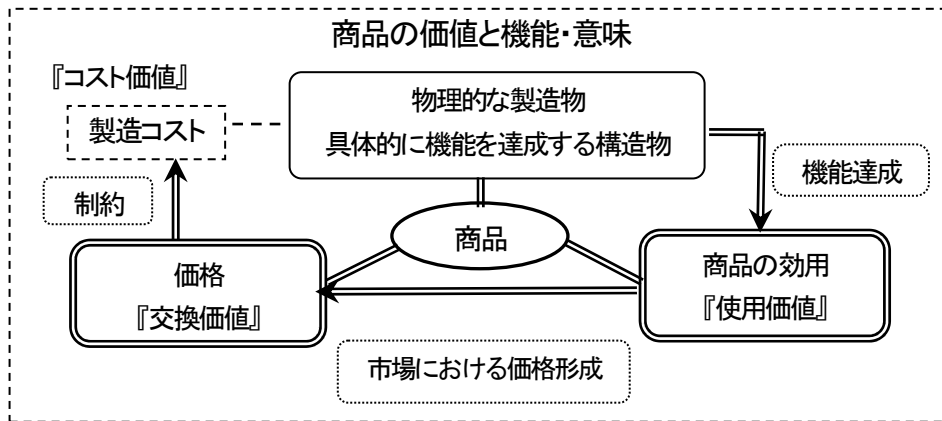 商品の価値と機能・意味
『コスト価値』
製造コスト
物理的な製造物
具体的に機能を達成する構造物
制約
機能達成
商品
価格
『交換価値』
商品の効用
『使用価値』
市場における価格形成